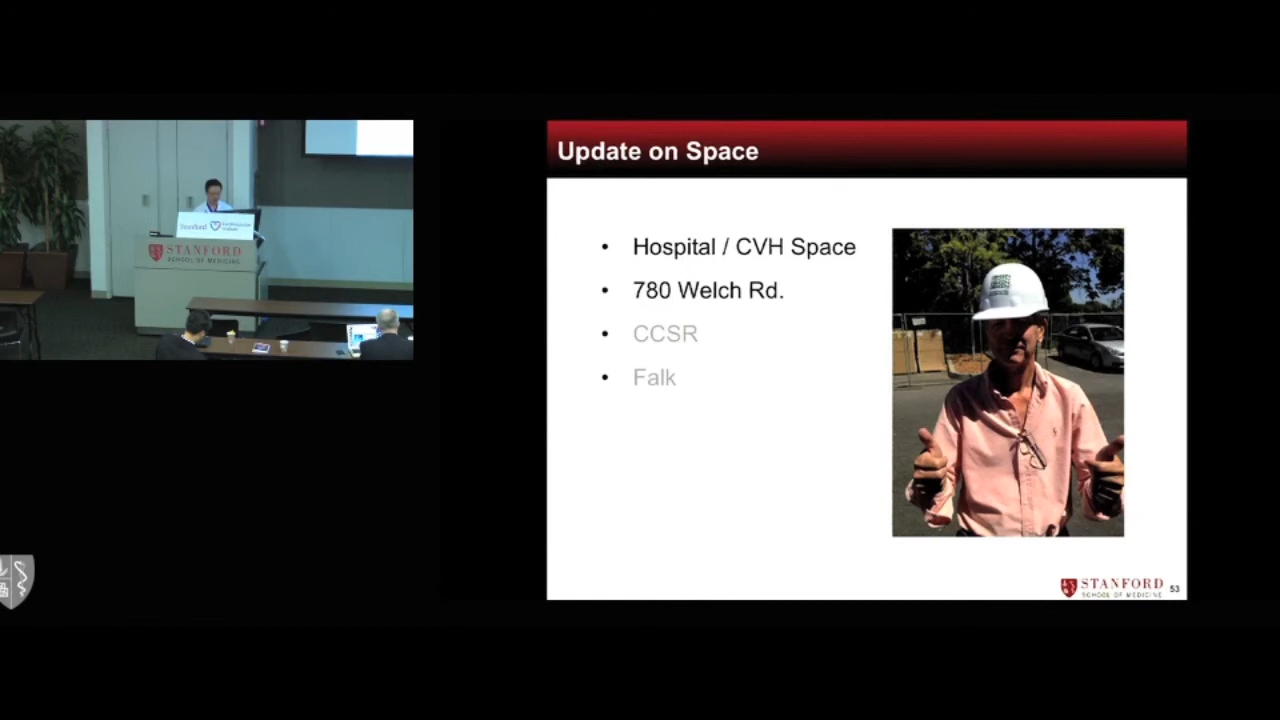 Stanford
STANFORD
SCHOOL OF MEDICINE
Update on Space
• Hospital / CVH Space
• 780 Welch Rd.
• CCSR
• Falk
STANFORD
SCHOOL OF MEDICINE
53